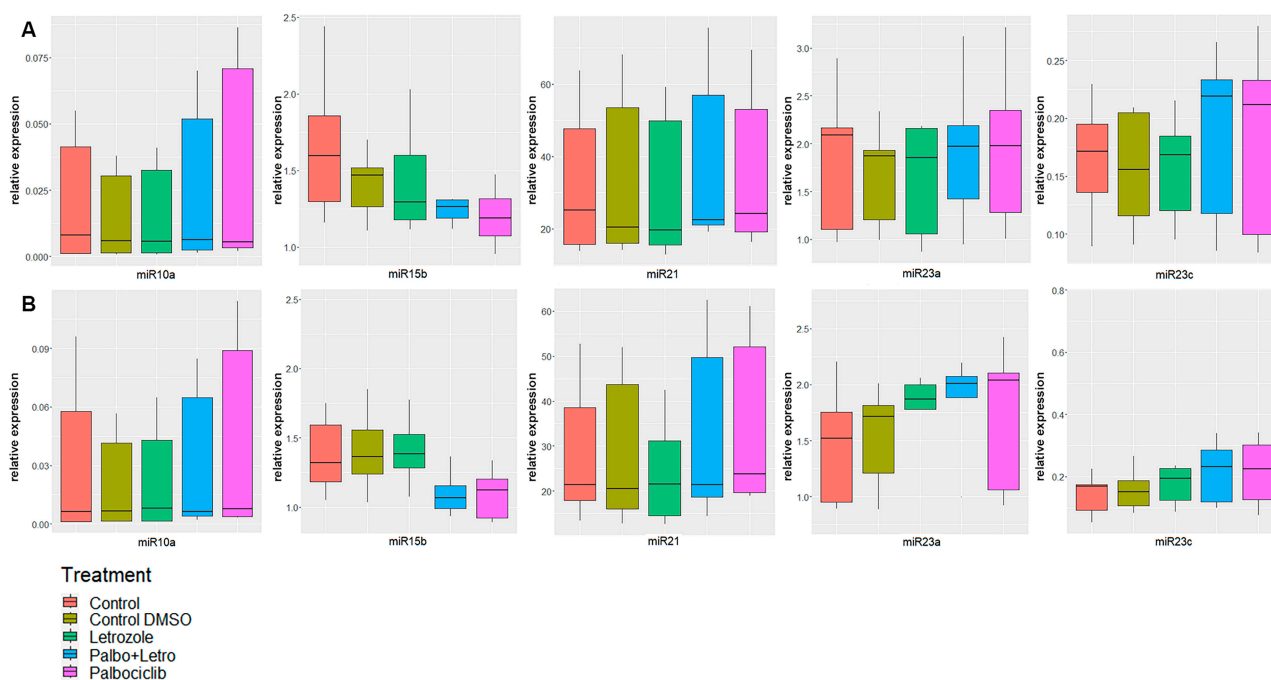 A
relative expression
0.075
0.050
0.025
0.000
miR10a
relative expression
2.5
2.0
1.5
1.0
miR15b
relative expression
60
40
20
miR21
relative expression
3.0
2.5
2.0
1.5
1.0
miR23a
relative expression
0.25
0.20
0.15
0.10
miR23c
B
relative expression
0.09
0.06
0.03
0.00
miR10a
relative expression
2.5
2.0
1.5
1.0
miR15b
relative expression
60
50
40
30
20
miR21
relative expression
2.5
2.0
1.5
1.0
miR23a
relative expression
0.8
0.6
0.4
0.2
miR23c
Treatment
Control
Control DMSO
Letrozole
Palbo+Letro
Palbociclib